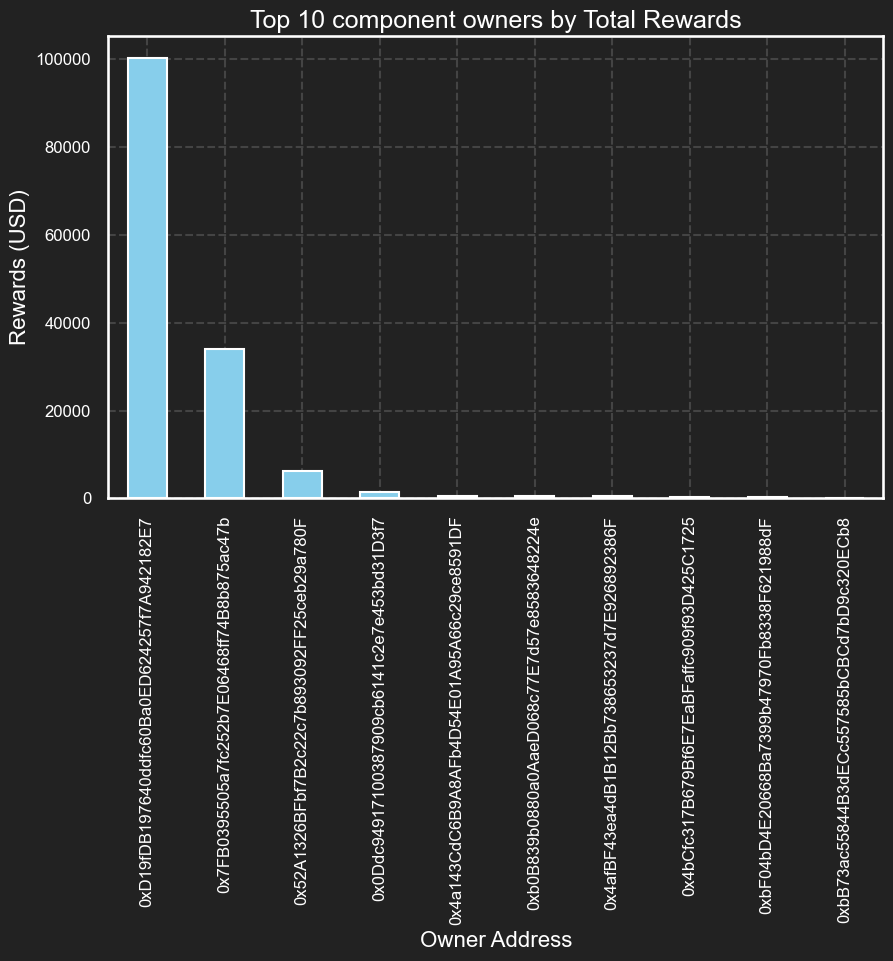 Top 10 component owners by Total Rewards
Rewards (USD)
100000
80000
60000
40000
20000
0
0xD19fDB197640ddfc60Ba0ED624257f7A942182E7
0x7FB0395505a7fc252b7E06468ff74B8b875ac47b
0x52A1326BFbf7B2c22c7b893092FF25ceb29a780F
0x0Ddc94917100387909cb6141c2e7e453bd31D3f7
0x4a143CdC6B9A8AFb4D54E01A95A66c29ce8591DF
0xb0B839b0880a0AaeD068c77E7d57e8583648224e
0x4afBF43ea4dB1B12Bb738653237d7E926892386F
0x4bCfc317B679Bf6E7EaBFaffc909f93D425C1725
0xbF04bD4E20668Ba7399b47970Fb8338F621988dF
0xbB73ac55844B3dECc557585bCBCd7bD9c320ECb8
Owner Address